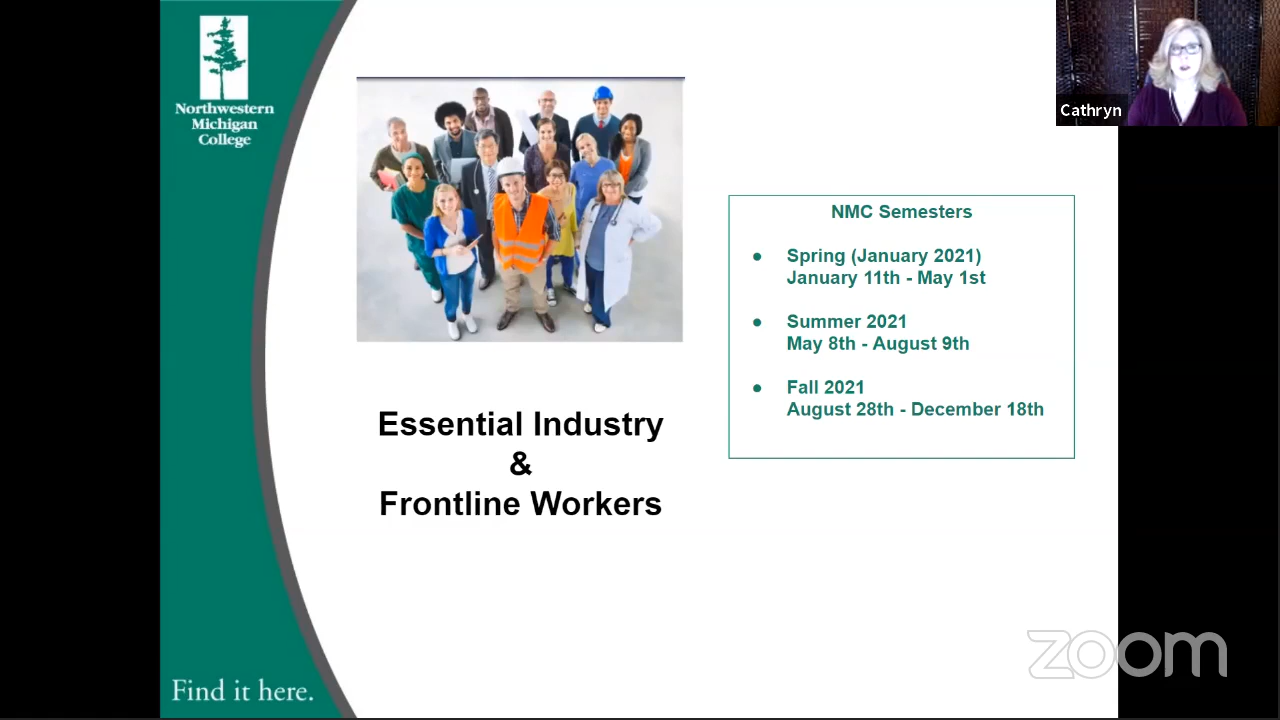 Northwestern
Michigan
College
Cathryn
NMC Semesters
● Spring (January 2021)
January 11th - May 1st
● Summer 2021
May 8th - August 9th
● Fall 2021
August 28th - December 18th
Essential Industry
&
Frontline Workers
Find it here.
zoom